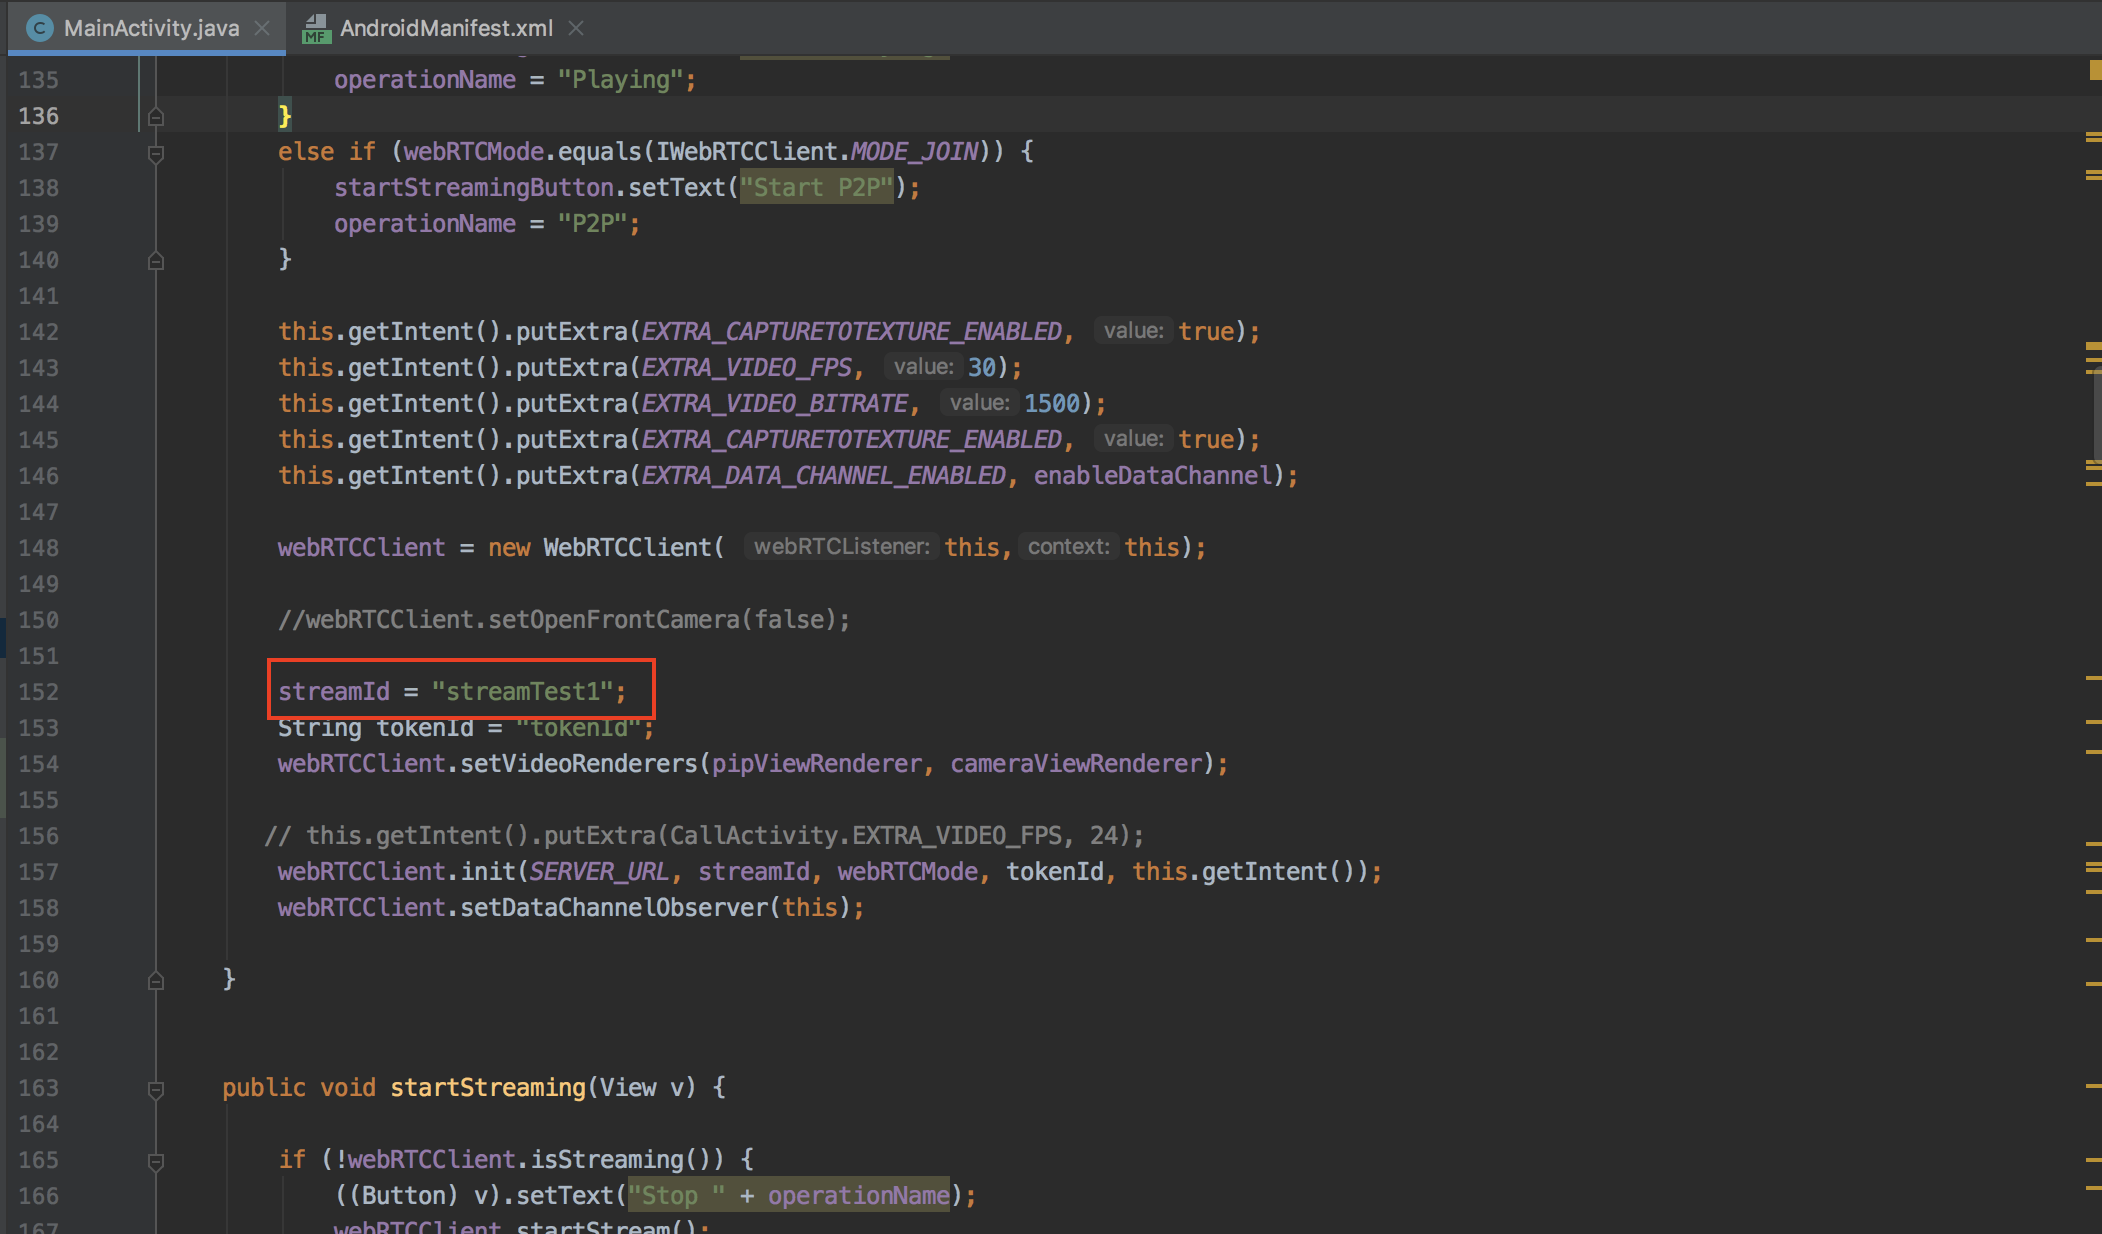 MainActivity.java
AndroidManifest.xml
135 operationName = "Playing";
136 }
137 else if (webRTCMode.equals(IWebRTCClient.MODE_JOIN)) {
138 startStreamingButton.setText("Start P2P");
139 operationName = "P2P";
140 }
141
142 this.getIntent().putExtra(EXTRA_CAPTURETOTEXTURE_ENABLED, value: true);
143 this.getIntent().putExtra(EXTRA_VIDEO_FPS, value: 30);
144 this.getIntent().putExtra(EXTRA_VIDEO_BITRATE, value: 1500);
145 this.getIntent().putExtra(EXTRA_CAPTURETOTEXTURE_ENABLED, value: true);
146 this.getIntent().putExtra(EXTRA_DATA_CHANNEL_ENABLED, enableDataChannel);
147
148 webRTCClient = new WebRTCClient( webRTCListener: this, context: this);
149
150 //webRTCClient.setOpenFrontCamera(false);
151
152 streamId = "streamTest1";
153 String tokenId = "tokenId";
154 webRTCClient.setVideoRenderers(pipViewRenderer, cameraViewRenderer);
155
156 // this.getIntent().putExtra(CallActivity.EXTRA_VIDEO_FPS, 24);
157 webRTCClient.init(SERVER_URL, streamId, webRTCMode, tokenId, this.getIntent());
158 webRTCClient.setDataChannelObserver(this);
159
160 }
161
162
163 public void startStreaming(View v) {
164
165 if (!webRTCClient.isStreaming()) {
166 ((Button) v).setText("Stop " + operationName);
167 webRTCClient.startStream();